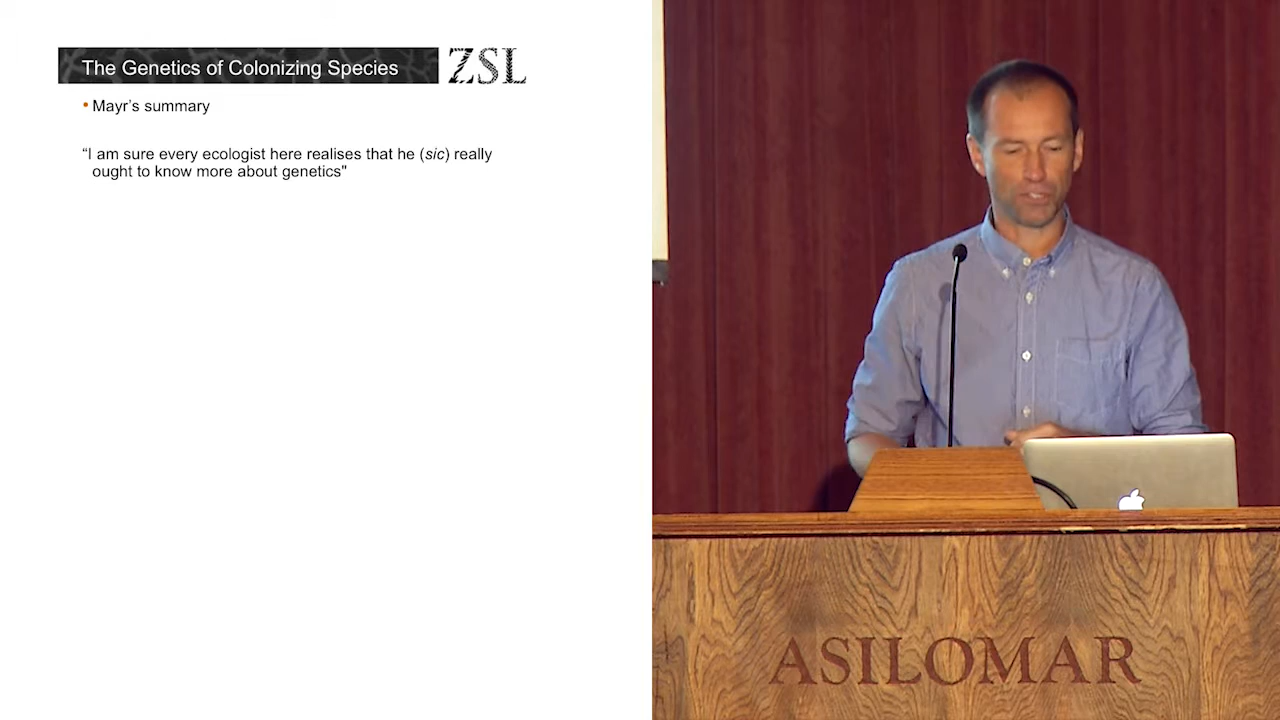 The Genetics of Colonizing Species
ZSL
• Mayr's summary
“I am sure every ecologist here realises that he (sic) really
ought to know more about genetics"
ASILOMAR